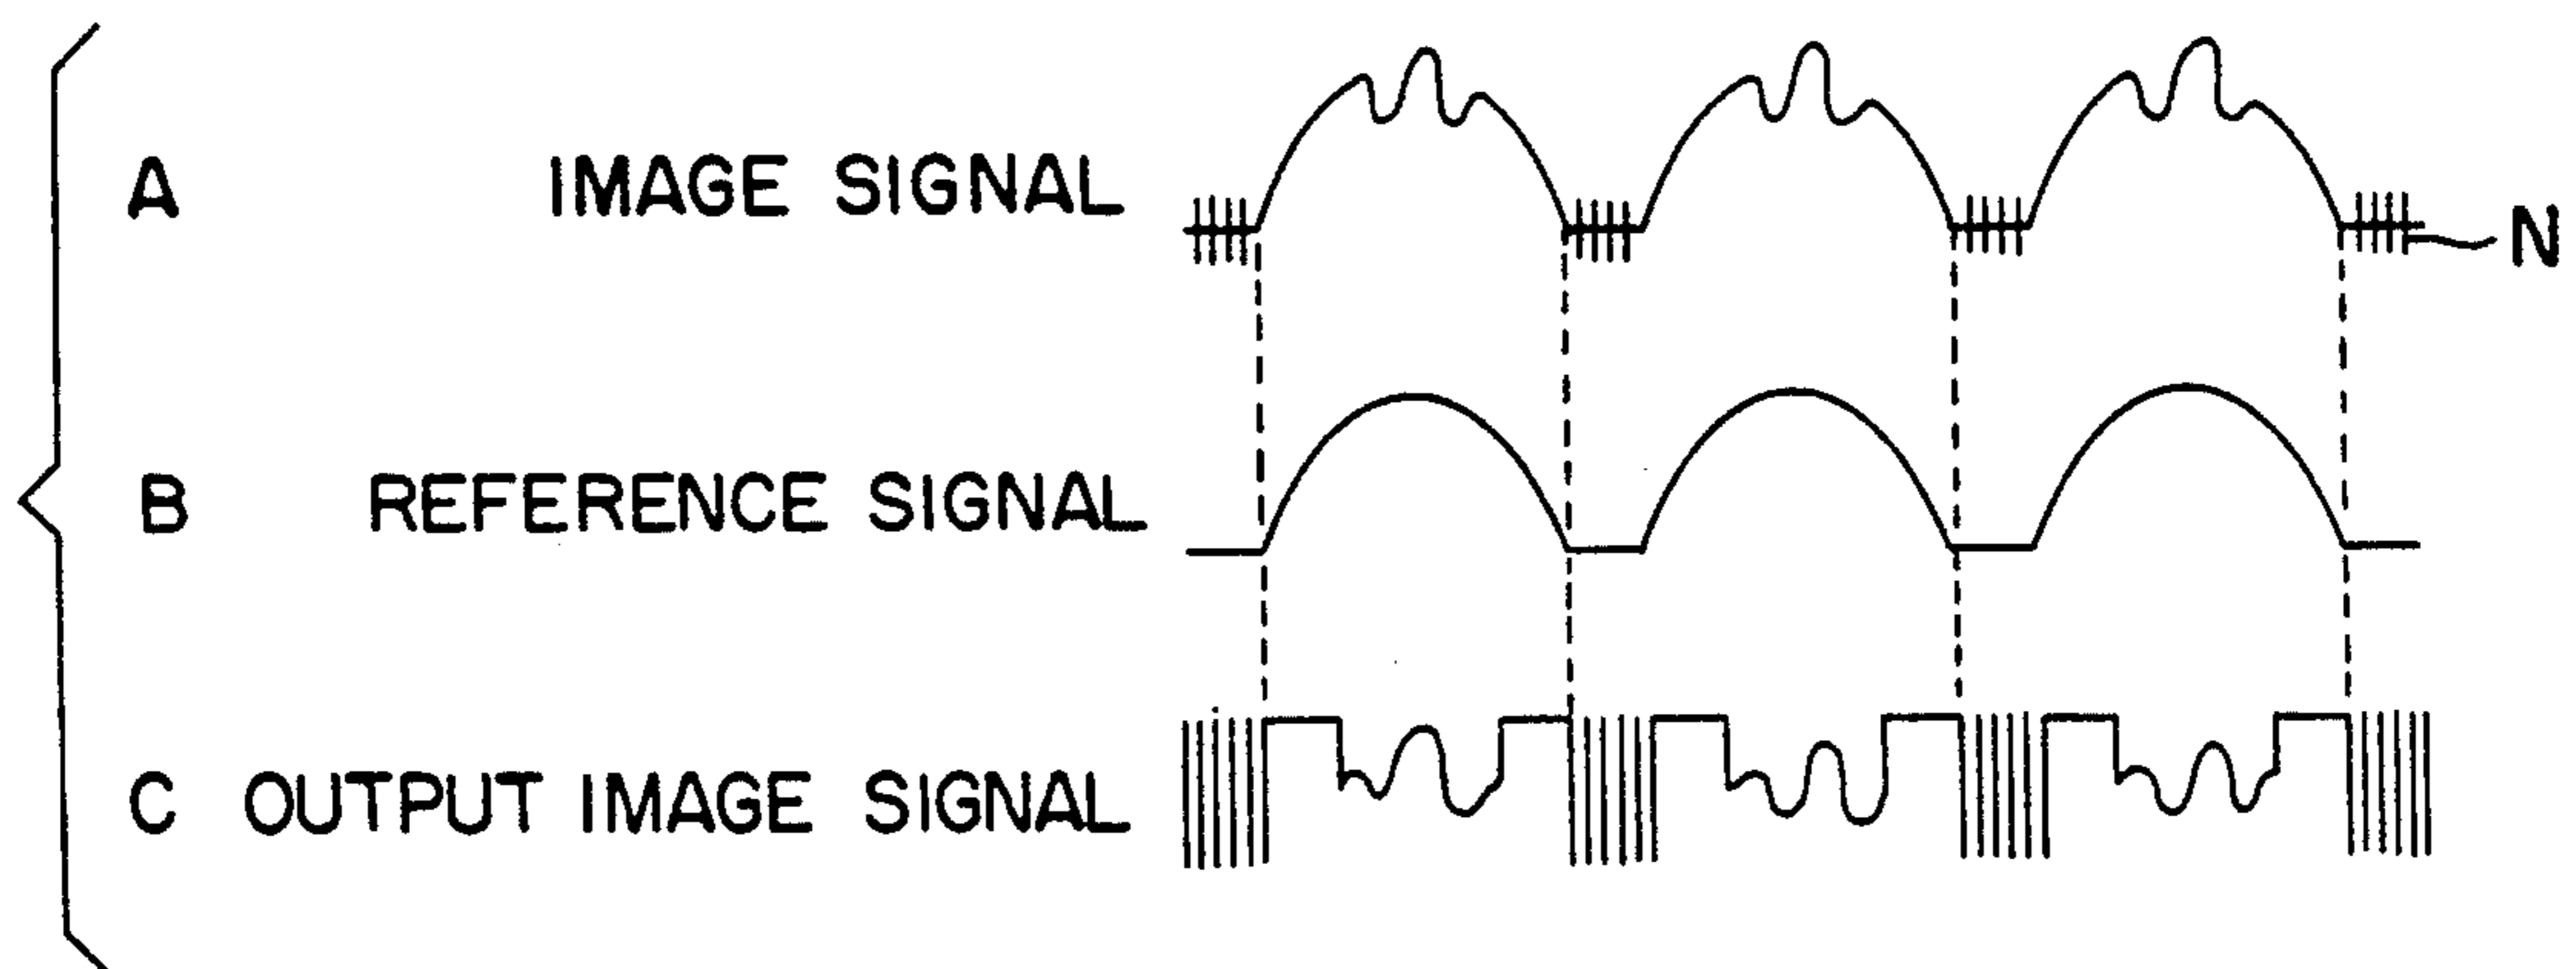 A IMAGE SIGNAL
N
B REFERENCE SIGNAL
C OUTPUT IMAGE SIGNAL